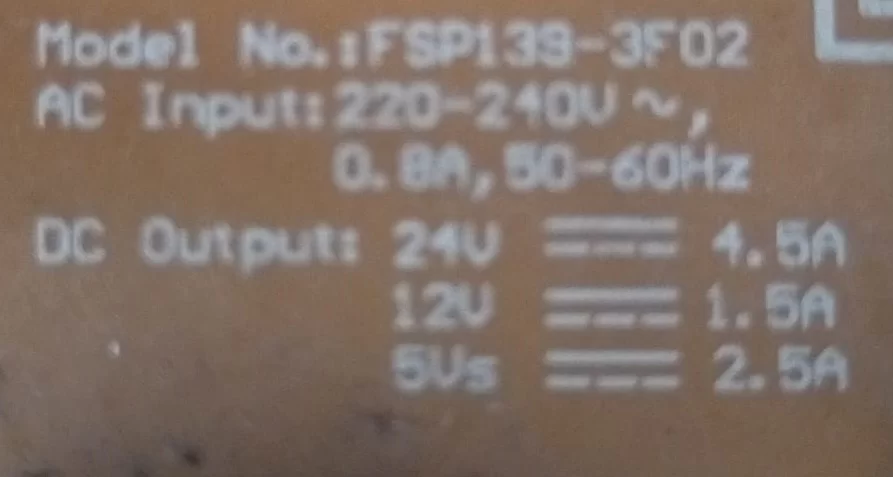 Model No.:FSP139-3F02
AC Input:220-240V ~,
0.8A,50-60Hz
DC Output: 24V ⎓ 4.5A
12V ⎓ 1.5A
5Vs ⎓ 2.5A